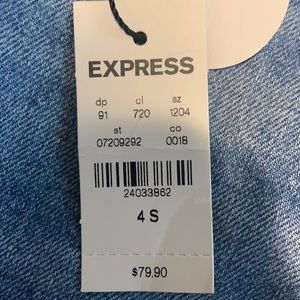 EXPRESS
dp cl sz
91 720 1204
st co
07209292 0018
24033862
4 S
$79.90